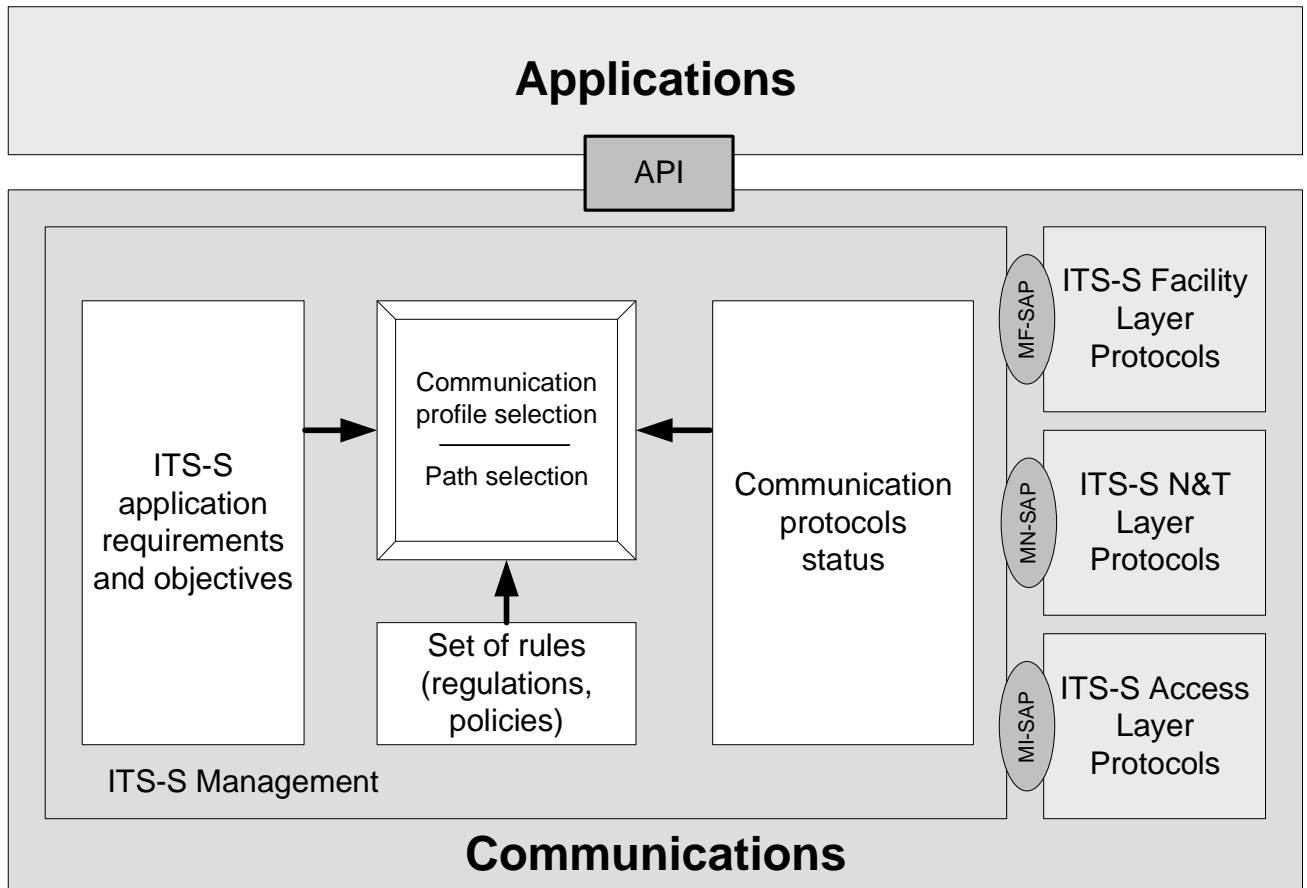 Applications
API
ITS-S
application
requirements
and objectives
Communication
profile selection
Path selection
Set of rules
(regulations,
policies)
Communication
protocols
status
MF-SAP
ITS-S Facility
Layer
Protocols
MN-SAP
ITS-S N&T
Layer
Protocols
MI-SAP
ITS-S Access
Layer
Protocols
ITS-S Management
Communications